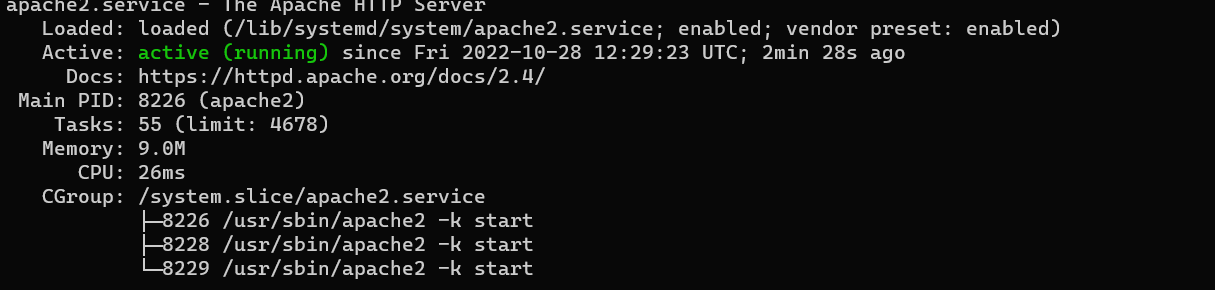 apache2.service - The Apache HTTP Server
Loaded: loaded (/lib/systemd/system/apache2.service; enabled; vendor preset: enabled)
Active: active (running) since Fri 2022-10-28 12:29:23 UTC; 2min 28s ago
Docs: https://httpd.apache.org/docs/2.4/
Main PID: 8226 (apache2)
Tasks: 55 (limit: 4678)
Memory: 9.0M
CPU: 26ms
CGroup: /system.slice/apache2.service
├─8226 /usr/sbin/apache2 -k start
├─8228 /usr/sbin/apache2 -k start
└─8229 /usr/sbin/apache2 -k start